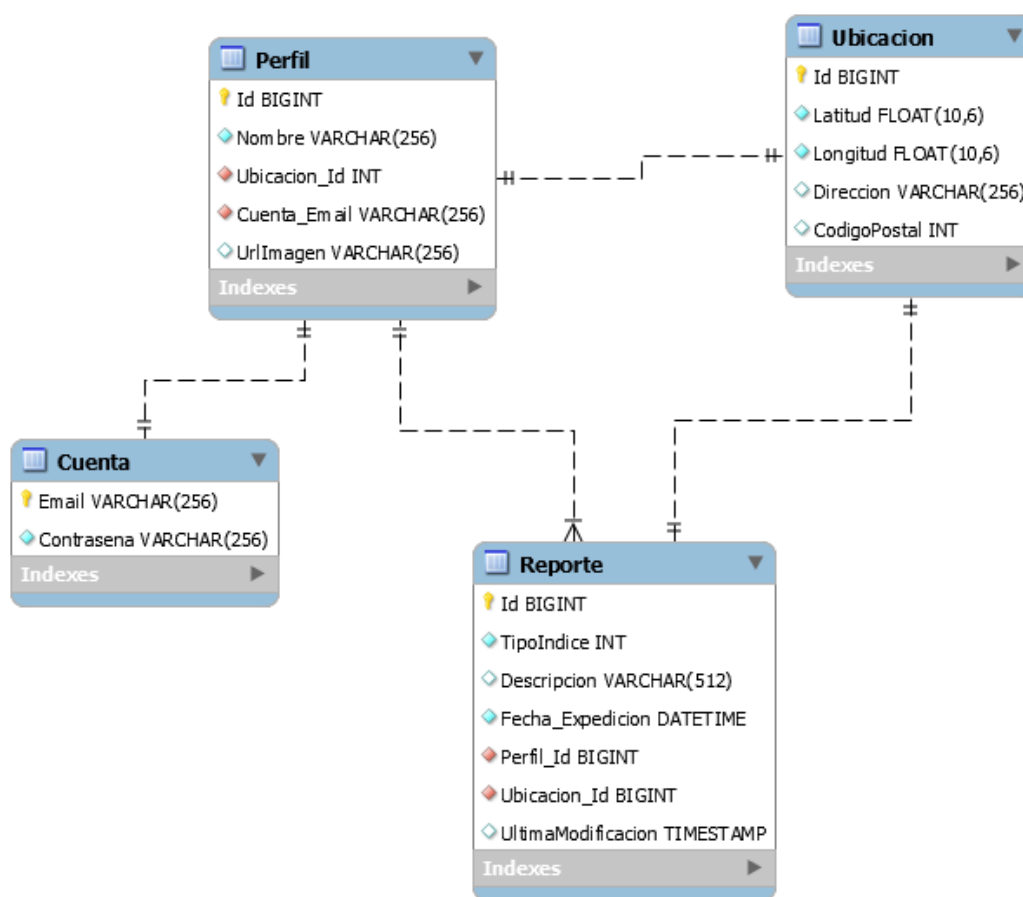 Perfil
Id BIGINT
Nombre VARCHAR(256)
Ubicacion_Id INT
Cuenta_Email VARCHAR(256)
UrlImagen VARCHAR(256)
Indexes
Ubicacion
Id BIGINT
Latitud FLOAT(10,6)
Longitud FLOAT(10,6)
Direccion VARCHAR(256)
CodigoPostal INT
Indexes
Cuenta
Email VARCHAR(256)
Contrasena VARCHAR(256)
Indexes
Reporte
Id BIGINT
TipoIndice INT
Descripcion VARCHAR(512)
Fecha_Expedicion DATETIME
Perfil_Id BIGINT
Ubicacion_Id BIGINT
UltimaModificacion TIMESTAMP
Indexes